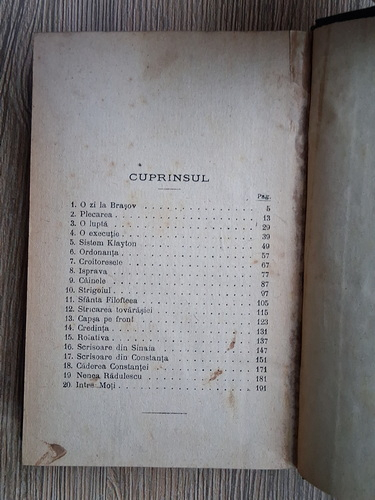 CUPRINSUL
Pag.
1. O zi la Brașov . . . . . . . . . . . . . 5
2. Plecarea . . . . . . . . . . . . . . . . 13
3. O luptă . . . . . . . . . . . . . . . . 29
4. O execuție . . . . . . . . . . . . . . . 39
5. Sistem Klayton . . . . . . . . . . . . . 49
6. Ordonanța . . . . . . . . . . . . . . . 57
7. Croitoresele . . . . . . . . . . . . . . 67
8. Isprava . . . . . . . . . . . . . . . . 77
9. Câinele . . . . . . . . . . . . . . . . 87
10. Strigoiul . . . . . . . . . . . . . . . 97
11. Sfânta Filofteea . . . . . . . . . . . . 105
12. Stricarea tovărășiei . . . . . . . . . . 115
13. Capșa pe front . . . . . . . . . . . . . 123
14. Credința . . . . . . . . . . . . . . . . 131
15. Rotativa . . . . . . . . . . . . . . . . 137
16. Scrisoare din Sinaia . . . . . . . . . . 147
17. Scrisoare din Constanța . . . . . . . . 151
18. Căderea Constanței . . . . . . . . . . . 171
19 Nenea Rădulescu . . . . . . . . . . . . 181
20. Intre Moți . . . . . . . . . . . . . . . 191